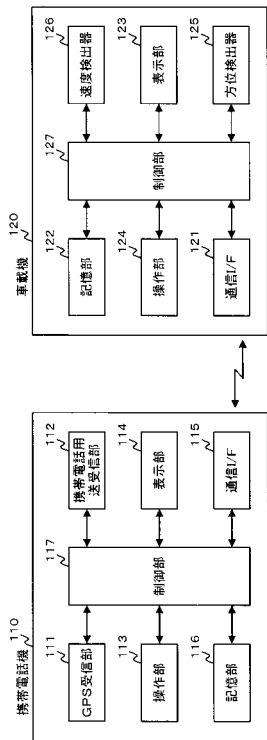 110
携帯電話機
111
GPS受信部
117
制御部
112
携帯電話用
送受信部
113
操作部
114
表示部
116
記憶部
115
通信I/F
120
車載機
122
記憶部
127
制御部
126
速度検出器
124
操作部
123
表示部
121
通信I/F
125
方位検出器